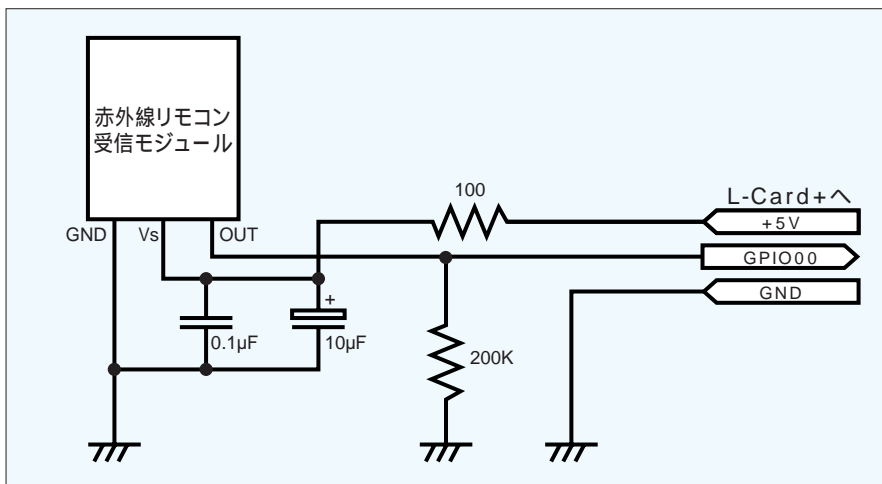 赤外線リモコン
受信モジュール
GND
Vs
OUT
100
L-Card+へ
+5V
GPIO00
GND
+
0.1µF
10µF
200K